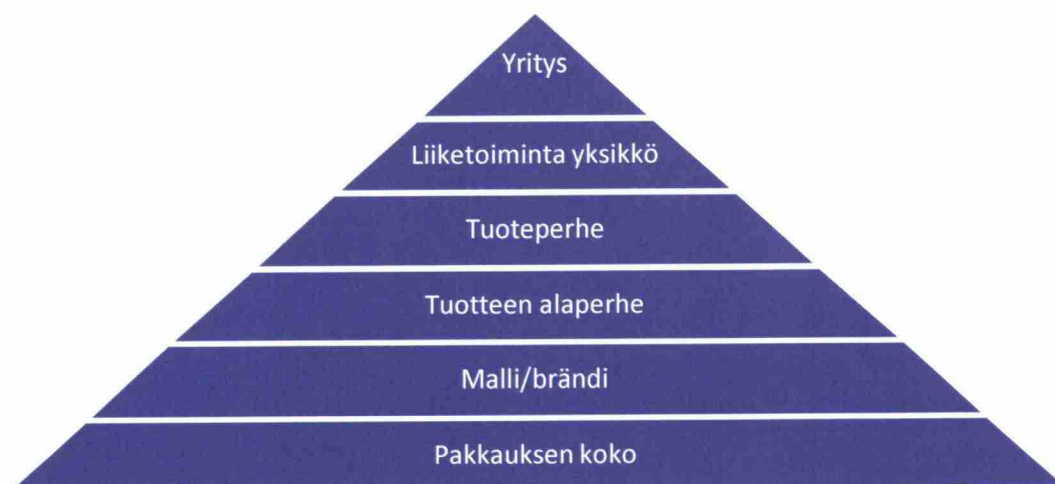 Yritys
Liiketoiminta yksikkö
Tuoteperhe
Tuotteen alaperhe
Malli/brändi
Pakkauksen koko